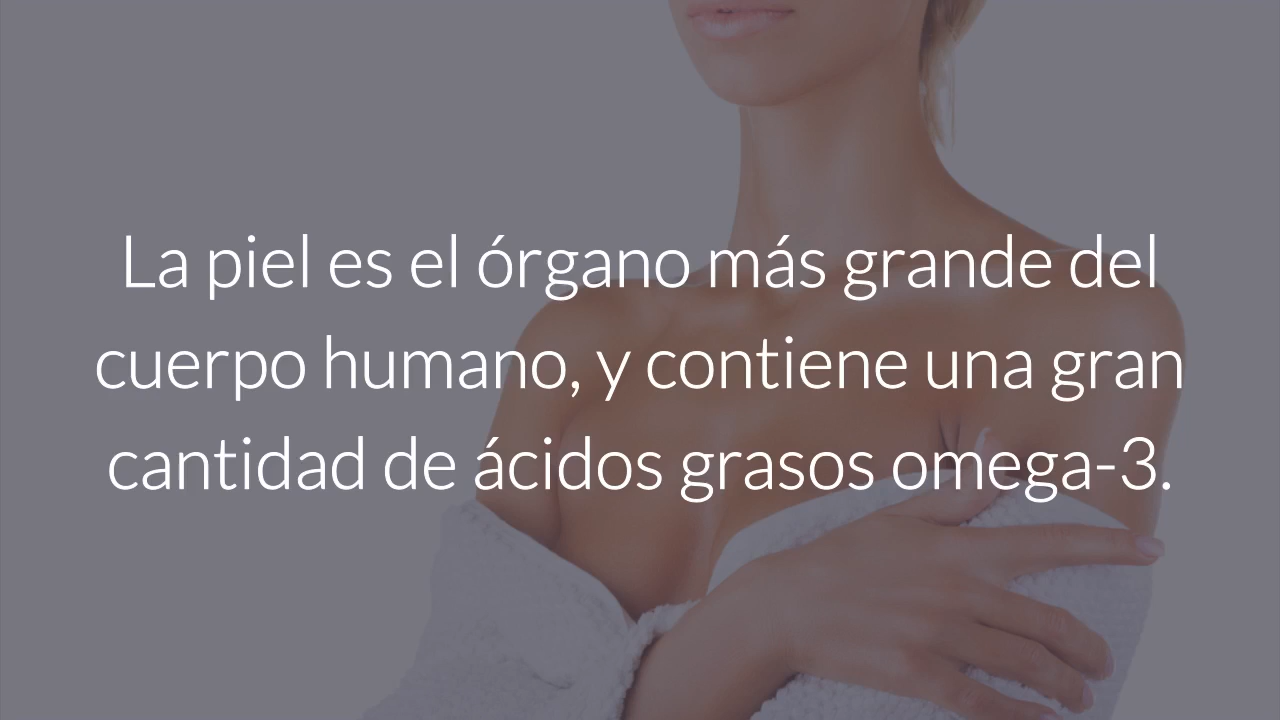 La piel es el órgano más grande del
cuerpo humano, y contiene una gran
cantidad de ácidos grasos omega-3.